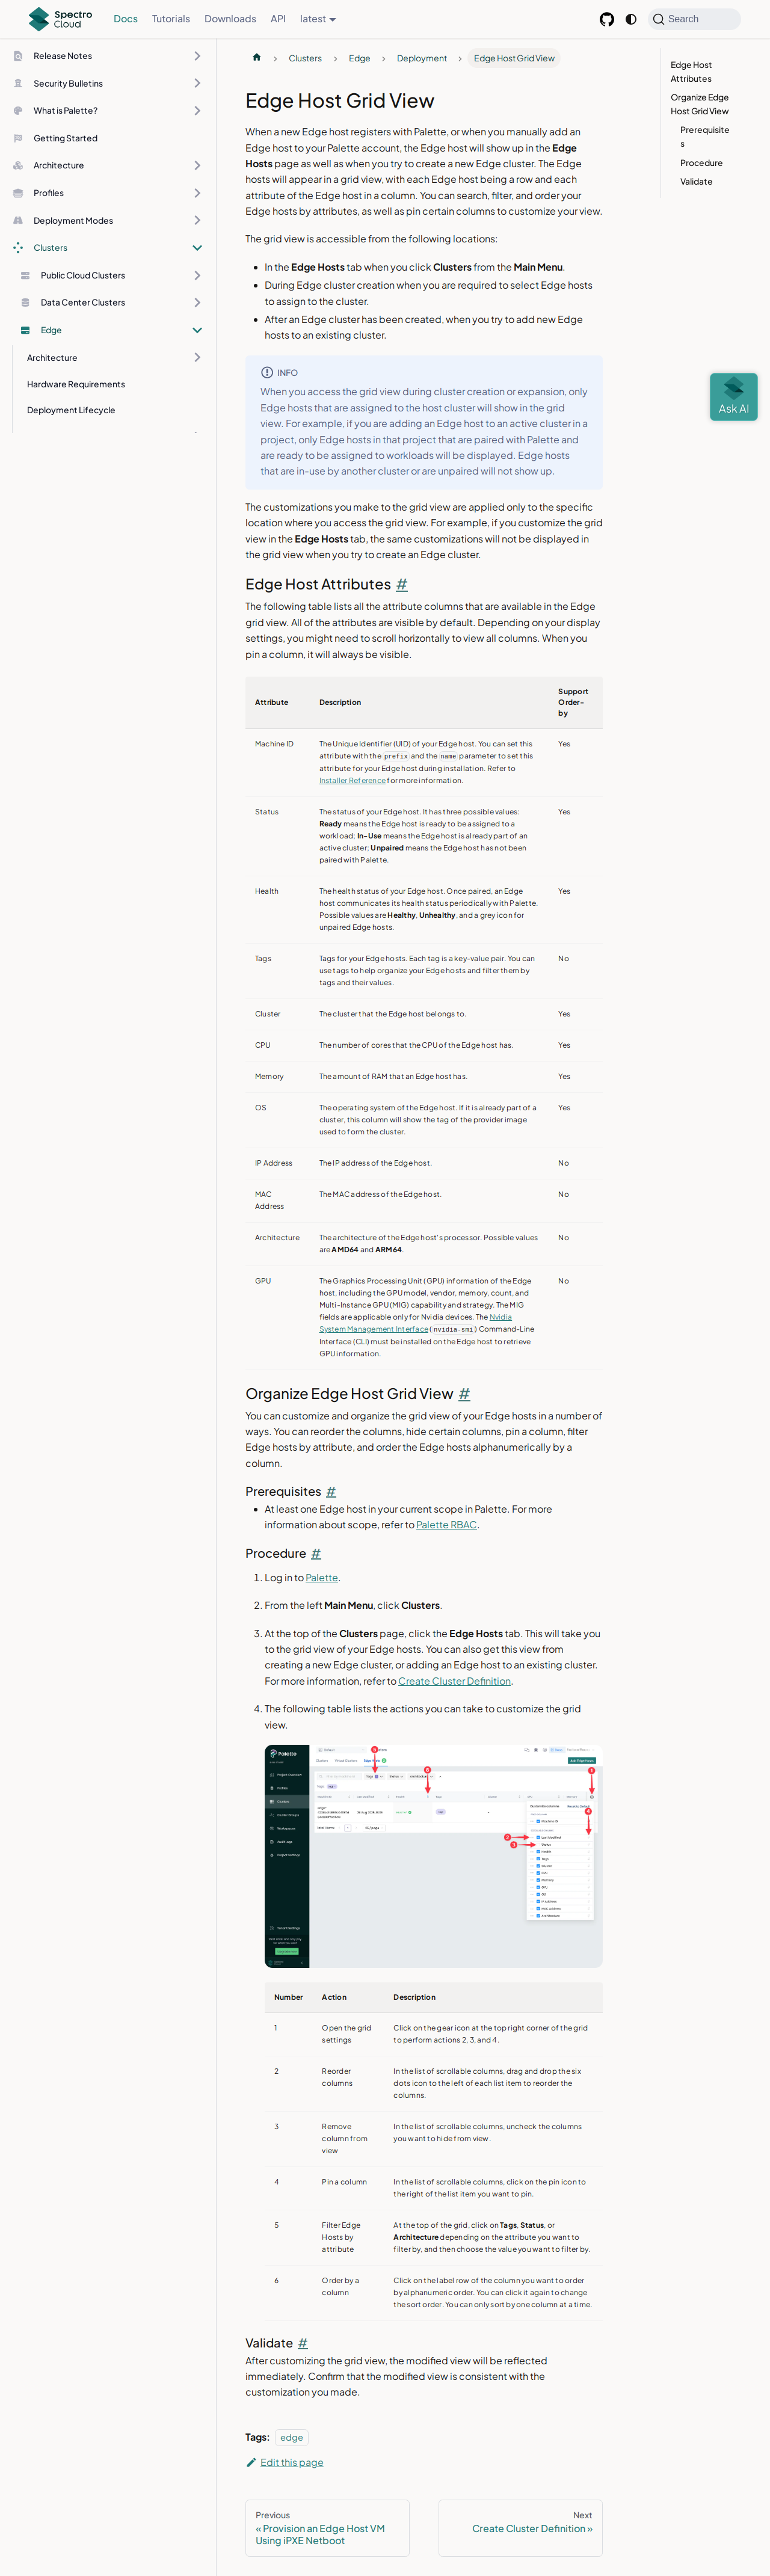 Spectro Cloud
Docs
Tutorials
Downloads
API
latest
Search
Release Notes
Security Bulletins
What is Palette?
Getting Started
Architecture
Profiles
Deployment Modes
Clusters
Public Cloud Clusters
Data Center Clusters
Edge
Architecture
Hardware Requirements
Deployment Lifecycle
Clusters
Edge
Deployment
Edge Host Grid View
Edge Host Grid View
When a new Edge host registers with Palette, or when you manually add an
Edge host to your Palette account, the Edge host will show up in the Edge
Hosts page as well as when you try to create a new Edge cluster. The Edge
hosts will appear in a grid view, with each Edge host being a row and each
attribute of the Edge host in a column. You can search, filter, and order your
Edge hosts by attributes, as well as pin certain columns to customize your view.
The grid view is accessible from the following locations:
In the Edge Hosts tab when you click Clusters from the Main Menu.
During Edge cluster creation when you are required to select Edge hosts
to assign to the cluster.
After an Edge cluster has been created, when you try to add new Edge
hosts to an existing cluster.
INFO
When you access the grid view during cluster creation or expansion, only
Edge hosts that are assigned to the host cluster will show in the grid
view. For example, if you are adding an Edge host to an active cluster in a
project, only Edge hosts in that project that are paired with Palette and
are ready to be assigned to workloads will be displayed. Edge hosts
that are in-use by another cluster or are unpaired will not show up.
The customizations you make to the grid view are applied only to the specific
location where you access the grid view. For example, if you customize the grid
view in the Edge Hosts tab, the same customizations will not be displayed in
the grid view when you try to create an Edge cluster.
Edge Host Attributes #
The following table lists all the attribute columns that are available in the Edge
grid view. All of the attributes are visible by default. Depending on your display
settings, you might need to scroll horizontally to view all columns. When you
pin a column, it will always be visible.
Attribute
Description
Support
Order-
by
Machine ID
The Unique Identifier (UID) of your Edge host. You can set this
attribute with the prefix and the name parameter to set this
attribute for your Edge host during installation. Refer to
Installer Reference for more information.
Yes
Status
The status of your Edge host. It has three possible values:
Ready means the Edge host is ready to be assigned to a
workload; In-Use means the Edge host is already part of an
active cluster; Unpaired means the Edge host has not been
paired with Palette.
Yes
Health
The health status of your Edge host. Once paired, an Edge
host communicates its health status periodically with Palette.
Possible values are Healthy, Unhealthy, and a grey icon for
unpaired Edge hosts.
Yes
Tags
Tags for your Edge hosts. Each tag is a key-value pair. You can
use tags to help organize your Edge hosts and filter them by
tags and their values.
No
Cluster
The cluster that the Edge host belongs to.
Yes
CPU
The number of cores that the CPU of the Edge host has.
Yes
Memory
The amount of RAM that an Edge host has.
Yes
OS
The operating system of the Edge host. If it is already part of a
cluster, this column will show the tag of the provider image
used to form the cluster.
Yes
IP Address
The IP address of the Edge host.
No
MAC
Address
The MAC address of the Edge host.
No
Architecture
The architecture of the Edge host's processor. Possible values
are AMD64 and ARM64.
No
GPU
The Graphics Processing Unit (GPU) information of the Edge
host, including the GPU model, vendor, memory, count, and
Multi-Instance GPU (MIG) capability and strategy. The MIG
fields are applicable only for Nvidia devices. The Nvidia
System Management Interface (nvidia-smi) Command-Line
Interface (CLI) must be installed on the Edge host to retrieve
GPU information.
No
Organize Edge Host Grid View #
You can customize and organize the grid view of your Edge hosts in a number of
ways. You can reorder the columns, hide certain columns, pin a column, filter
Edge hosts by attribute, and order the Edge hosts alphanumerically by a
column.
Prerequisites #
At least one Edge host in your current scope in Palette. For more
information about scope, refer to Palette RBAC.
Procedure #
1. Log in to Palette.
2. From the left Main Menu, click Clusters.
3. At the top of the Clusters page, click the Edge Hosts tab. This will take you
to the grid view of your Edge hosts. You can also get this view from
creating a new Edge cluster, or adding an Edge host to an existing cluster.
For more information, refer to Create Cluster Definition.
4. The following table lists the actions you can take to customize the grid
view.
Palette
Project Overview
Profiles
Clusters
Cluster Groups
Workspaces
Audit Logs
Project Settings
Tenant Settings
Number
Action
Description
1
Open the grid
settings
Click on the gear icon at the top right corner of the grid
to perform actions 2, 3, and 4.
2
Reorder
columns
In the list of scrollable columns, drag and drop the six
dots icon to the left of each list item to reorder the
columns.
3
Remove
column from
view
In the list of scrollable columns, uncheck the columns
you want to hide from view.
4
Pin a column
In the list of scrollable columns, click on the pin icon to
the right of the list item you want to pin.
5
Filter Edge
Hosts by
attribute
At the top of the grid, click on Tags, Status, or
Architecture depending on the attribute you want to
filter by, and then choose the value you want to filter by.
6
Order by a
column
Click on the label row of the column you want to order
by alphanumeric order. You can click it again to change
the sort order. You can only sort by one column at a time.
Validate #
After customizing the grid view, the modified view will be reflected
immediately. Confirm that the modified view is consistent with the
customization you made.
Tags: edge
Edit this page
Previous
« Provision an Edge Host VM
Using iPXE Netboot
Next
Create Cluster Definition »
Edge Host
Attributes
Organize Edge
Host Grid View
Prerequisite
s
Procedure
Validate
Ask AI